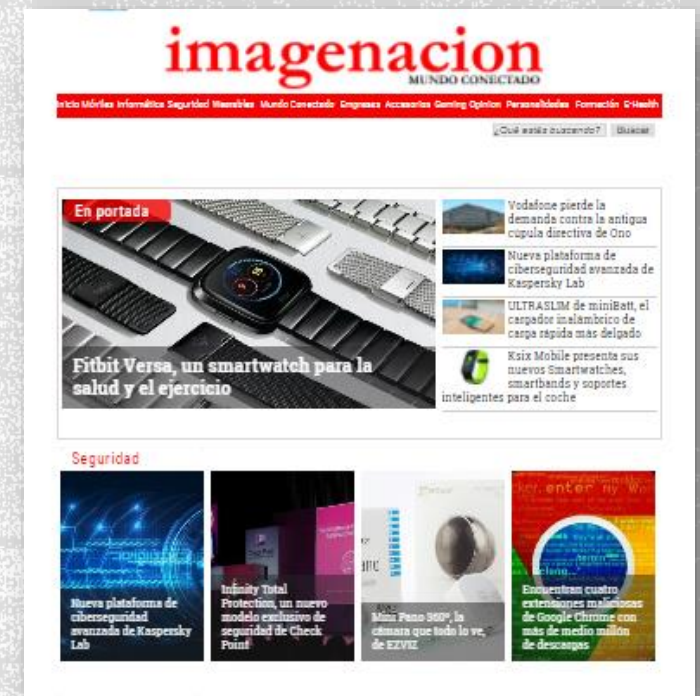 imagenacion
MUNDO CONECTADO
Inicio Móviles Informática Seguridad Wearables Mundo Conectado Empresas Accesorios Gaming Opinion Personalidades Formación E-Health
¿Qué estás buscando? Buscar
En portada
Fitbit Versa, un smartwatch para la
salud y el ejercicio
Vodafone pierde la
demanda contra la antigua
cúpula directiva de Ono
Nueva plataforma de
ciberseguridad avanzada de
Kaspersky Lab
ULTRASLIM de miniBatt, el
cargador inalámbrico de
carga rápida más delgado
Ksix Mobile presenta sus
nuevos Smartwatches,
smartbands y soportes
inteligentes para el coche
Seguridad
Nueva plataforma de
ciberseguridad
avanzada de Kaspersky
Lab
Infinity Total
Protection, un nuevo
modelo exclusivo de
seguridad de Check
Point
Mini Pano 360º, la
cámara que todo lo ve,
de EZVIZ
enter my
Encuentran cuatro
extensiones maliciosas
de Google Chrome con
más de medio millón
de descargas